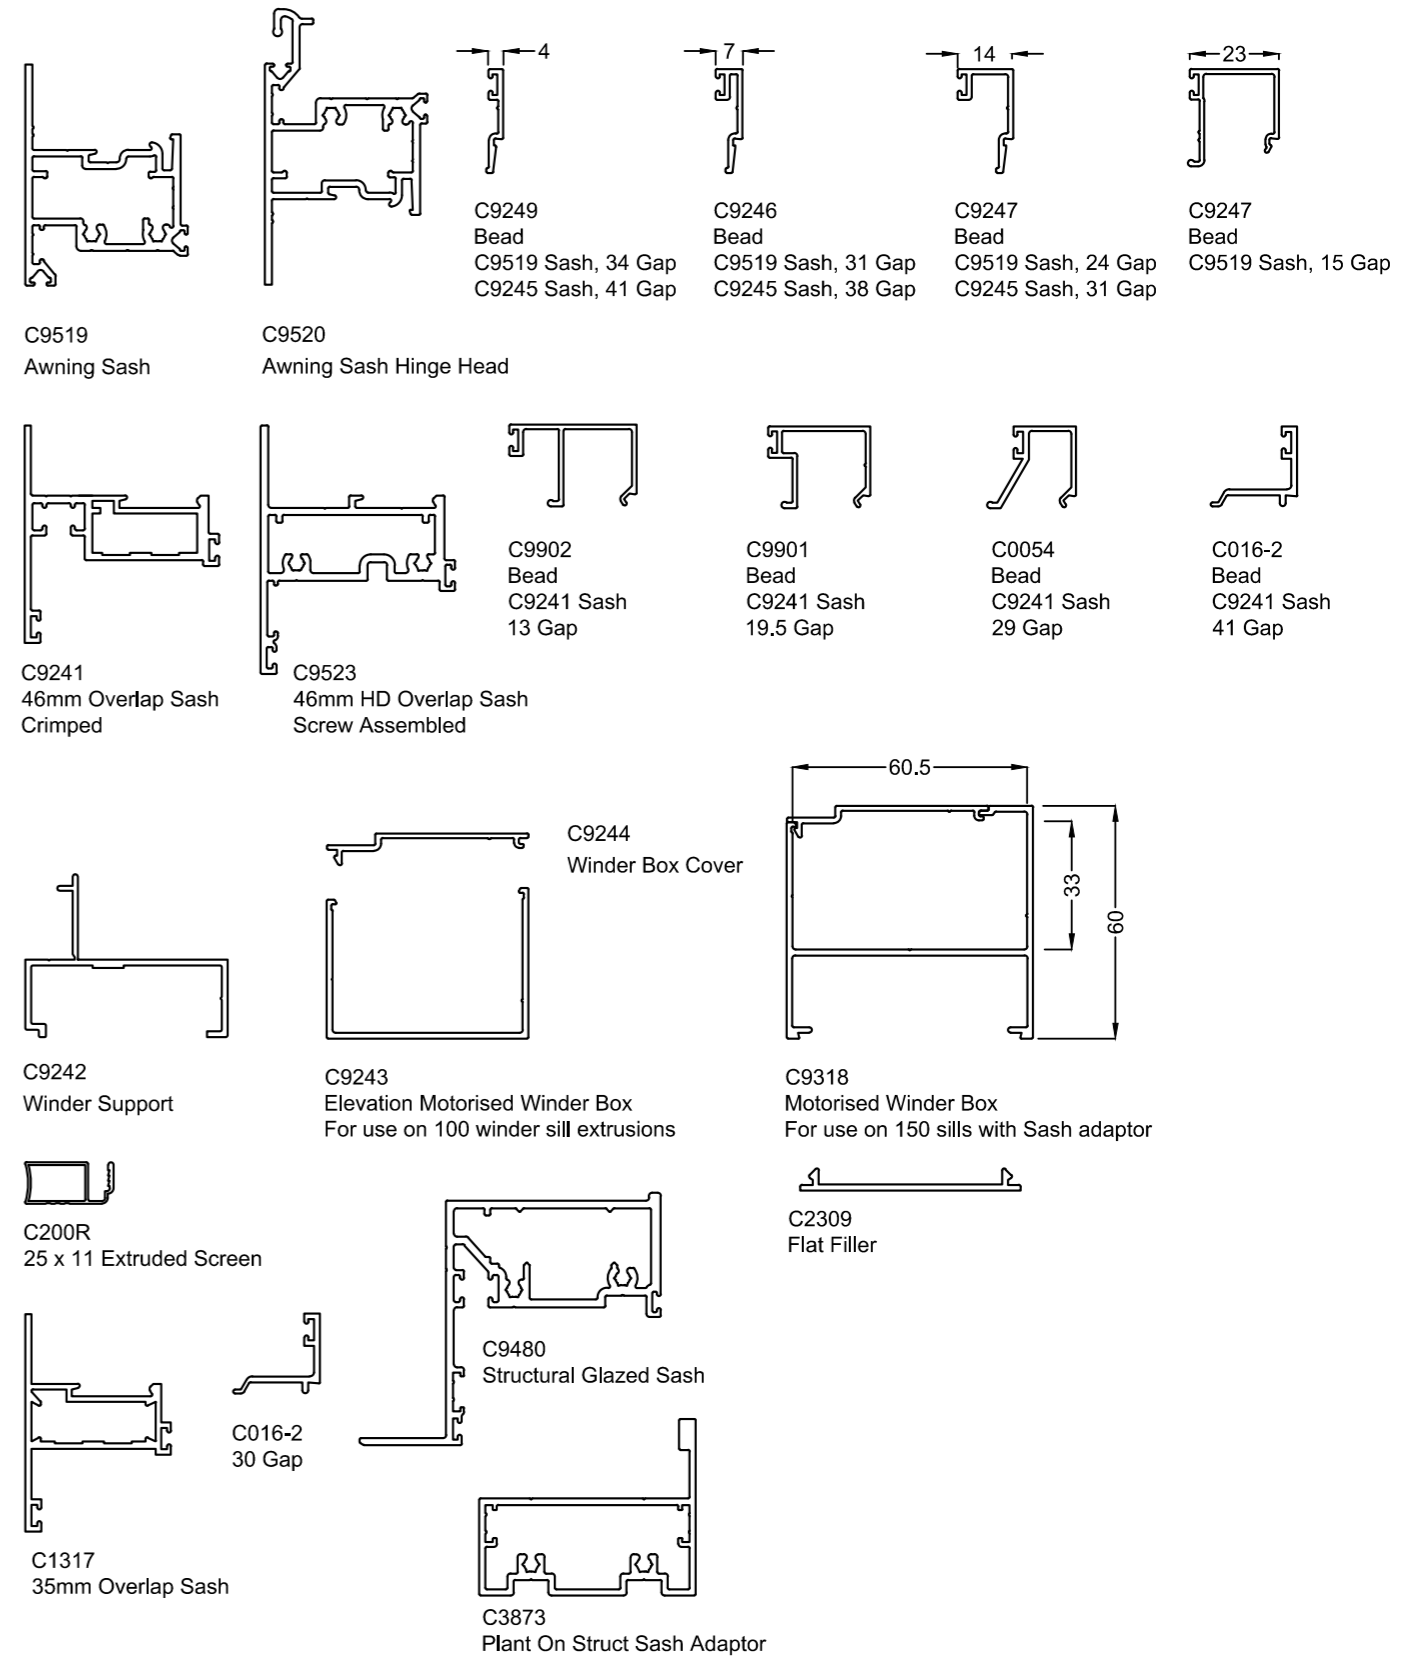 4
7
14
23
C9249
Bead
C9519 Sash, 34 Gap
C9245 Sash, 41 Gap
C9246
Bead
C9519 Sash, 31 Gap
C9245 Sash, 38 Gap
C9247
Bead
C9519 Sash, 24 Gap
C9245 Sash, 31 Gap
C9247
Bead
C9519 Sash, 15 Gap
C9519
Awning Sash
C9520
Awning Sash Hinge Head
C9902
Bead
C9241 Sash
13 Gap
C9901
Bead
C9241 Sash
19.5 Gap
C0054
Bead
C9241 Sash
29 Gap
C016-2
Bead
C9241 Sash
41 Gap
C9241
46mm Overlap Sash
Crimped
C9523
46mm HD Overlap Sash
Screw Assembled
60.5
33
60
C9244
Winder Box Cover
C9242
Winder Support
C9243
Elevation Motorised Winder Box
For use on 100 winder sill extrusions
C9318
Motorised Winder Box
For use on 150 sills with Sash adaptor
C200R
25 x 11 Extruded Screen
C2309
Flat Filler
C9480
Structural Glazed Sash
C016-2
30 Gap
C1317
35mm Overlap Sash
C3873
Plant On Struct Sash Adaptor